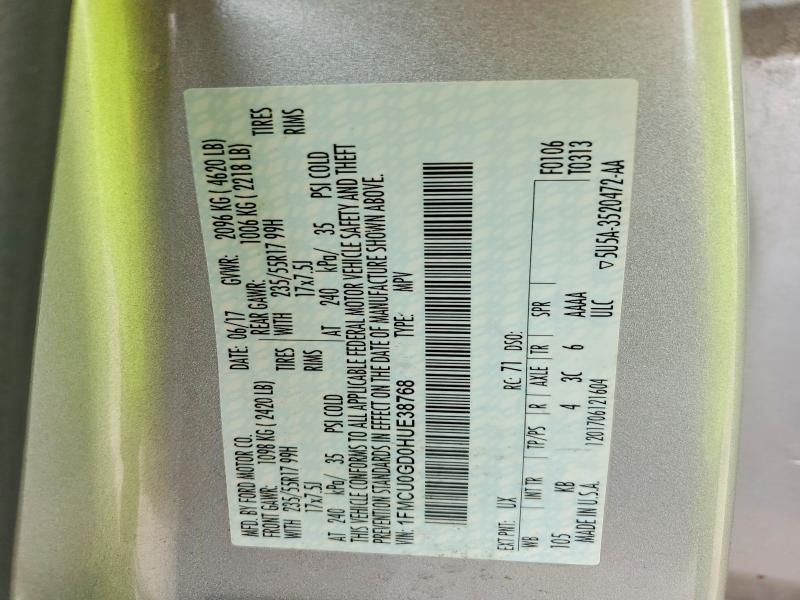 MFD. BY FORD MOTOR CO.
DATE: 06/17 GVWR: 2096 KG ( 4620 LB)
FRONT GAWR: 1098 KG ( 2420 LB) REAR GAWR: 1006 KG ( 2218 LB)
WITH 235/55R17 99H TIRES WITH 235/55R17 99H TIRES
17x7.5J RIMS 17x7.5J RIMS
AT 240 kPa/ 35 PSI COLD AT 240 kPa/ 35 PSI COLD
THIS VEHICLE CONFORMS TO ALL APPLICABLE FEDERAL MOTOR VEHICLE SAFETY AND THEFT
PREVENTION STANDARDS IN EFFECT ON THE DATE OF MANUFACTURE SHOWN ABOVE.
VIN: 1FMCU0GD0HUE38768 TYPE: MPV
F0106
EXT PNT: UX RC: 71 DSO: T0313
WB INT TR TP/PS R AXLE TR SPR
105 KB 4 3C 6 AAAA
MADE IN U.S.A. 1201706121604 ULC
▽5U5A-3520472-AA